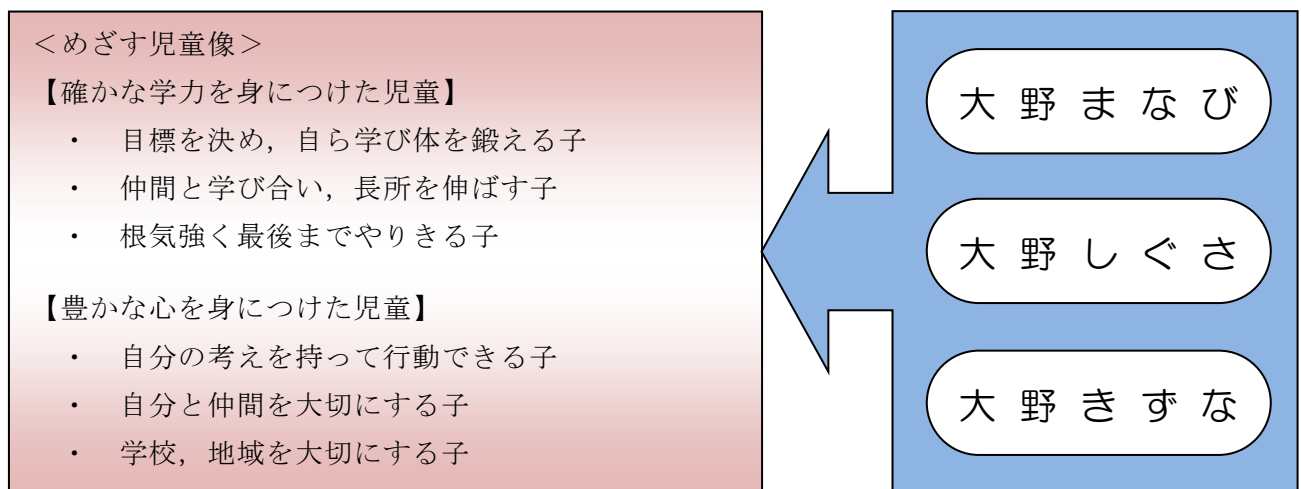 <めざす児童像>
【確かな学力を身につけた児童】
・ 目標を決め，自ら学び体を鍛える子
・ 仲間と学び合い，長所を伸ばす子
・ 根気強く最後までやりきる子
【豊かな心を身につけた児童】
・ 自分の考えを持って行動できる子
・ 自分と仲間を大切にする子
・ 学校，地域を大切にする子
大野まなび
大野しぐさ
大野きずな